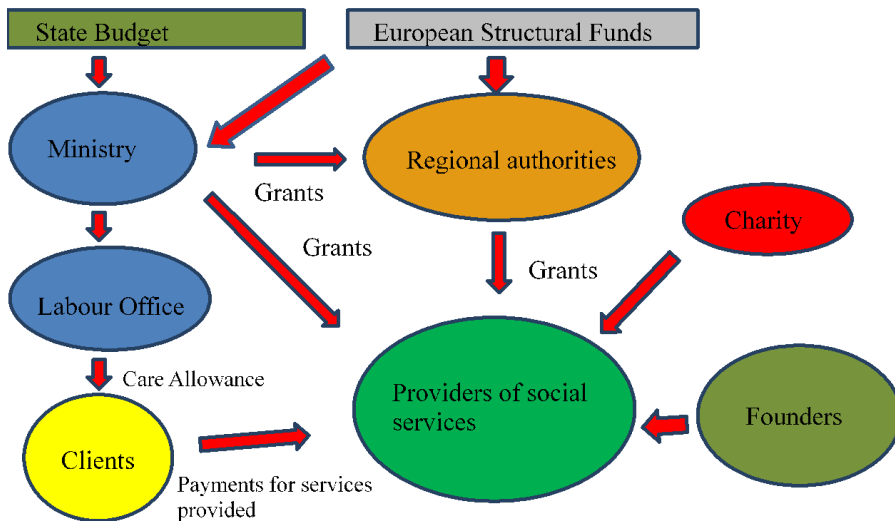 State Budget
European Structural Funds
Ministry
Regional authorities
Grants
Charity
Grants
Grants
Labour Office
Care Allowance
Providers of social
services
Founders
Clients
Payments for services
provided